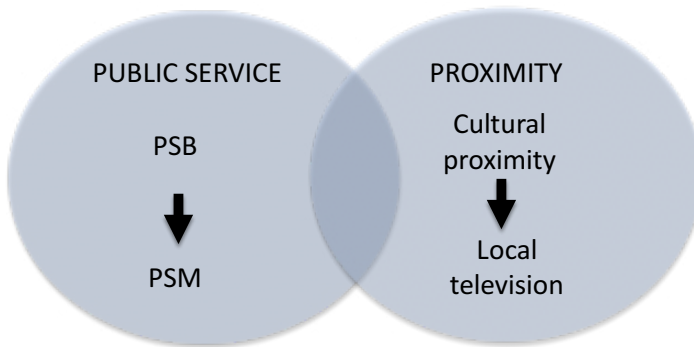 PUBLIC SERVICE
PSB
PSM
PROXIMITY
Cultural
proximity
Local
television